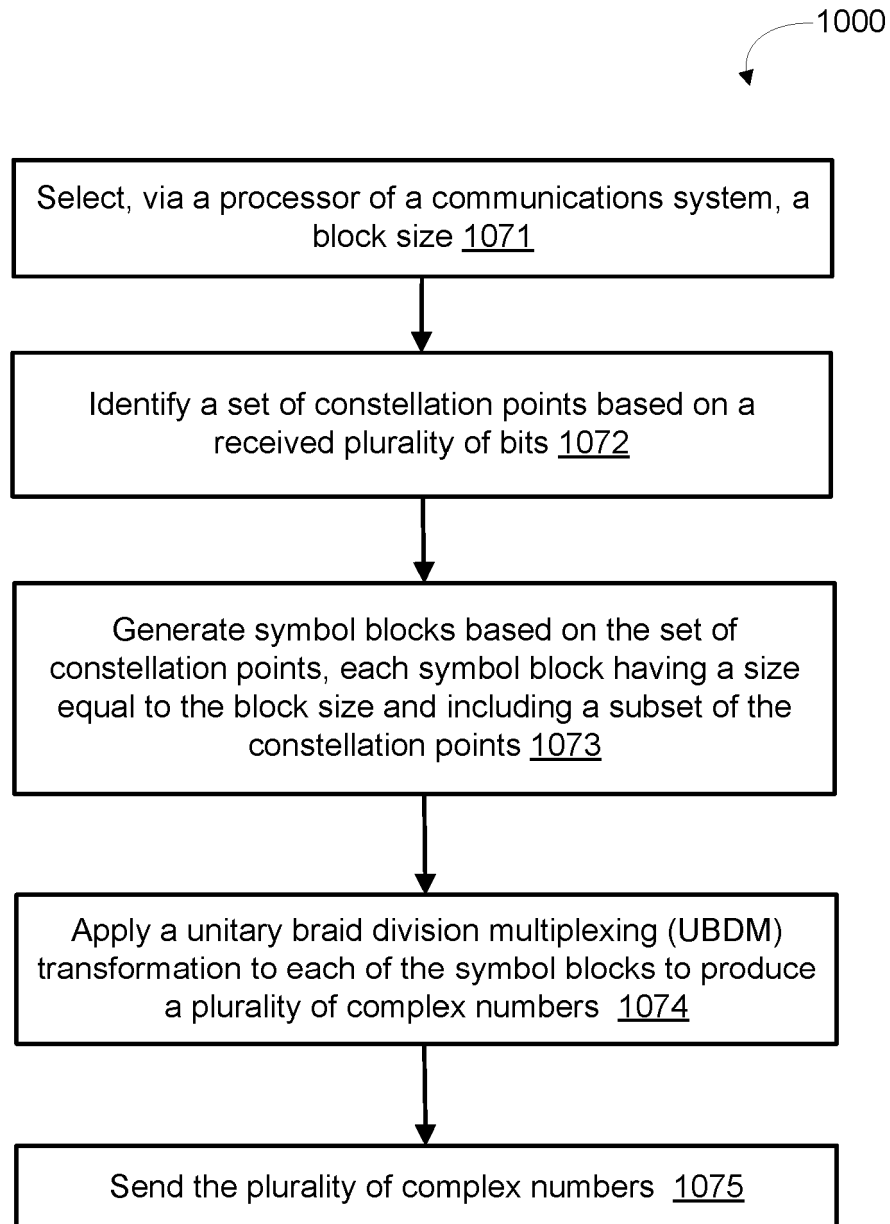 1000
Select, via a processor of a communications system, a
block size 1071
Identify a set of constellation points based on a
received plurality of bits 1072
Generate symbol blocks based on the set of
constellation points, each symbol block having a size
equal to the block size and including a subset of the
constellation points 1073
Apply a unitary braid division multiplexing (UBDM)
transformation to each of the symbol blocks to produce
a plurality of complex numbers 1074
Send the plurality of complex numbers 1075